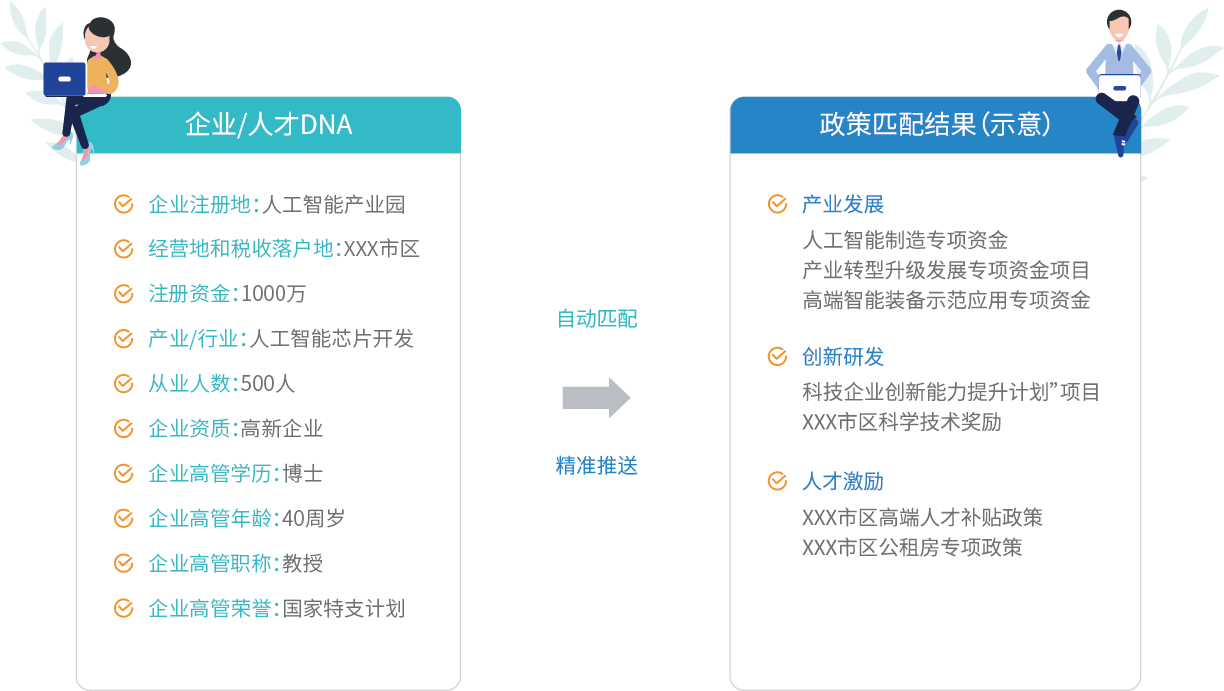 企业/人才DNA
企业注册地：人工智能产业园
经营地和税收落户地：XXX市区
注册资金：1000万
产业/行业：人工智能芯片开发
从业人数：500人
企业资质：高新企业
企业高管学历：博士
企业高管年龄：40周岁
企业高管职称：教授
企业高管荣誉：国家特支计划
自动匹配
精准推送
政策匹配结果（示意）
产业发展
人工智能制造专项资金
产业转型升级发展专项资金项目
高端智能装备示范应用专项资金
创新研发
科技企业创新能力提升计划”项目
XXX市区科学技术奖励
人才激励
XXX市区高端人才补贴政策
XXX市区公租房专项政策